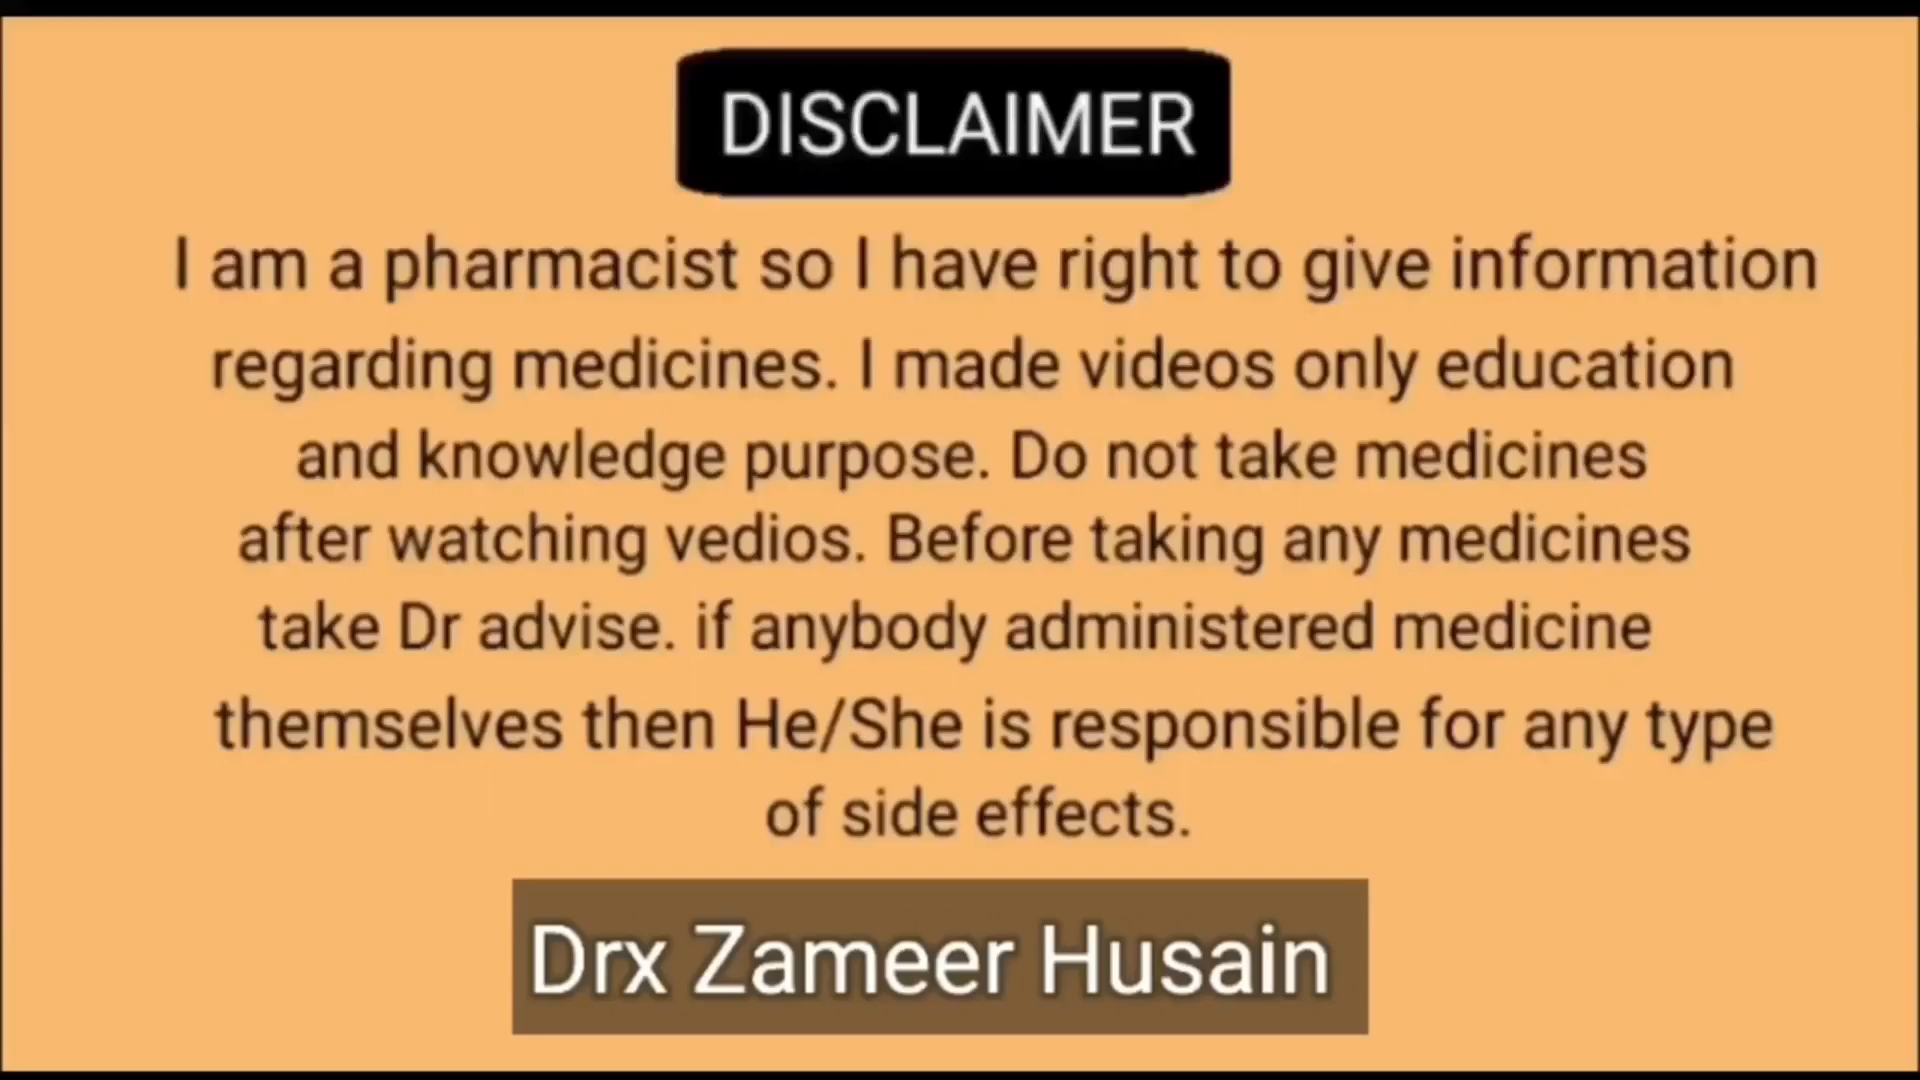 DISCLAIMER
I am a pharmacist so I have right to give information
regarding medicines. I made videos only education
and knowledge purpose. Do not take medicines
after watching vedios. Before taking any medicines
take Dr advise. if anybody administered medicine
themselves then He/She is responsible for any type
of side effects.
Drx Zameer Husain